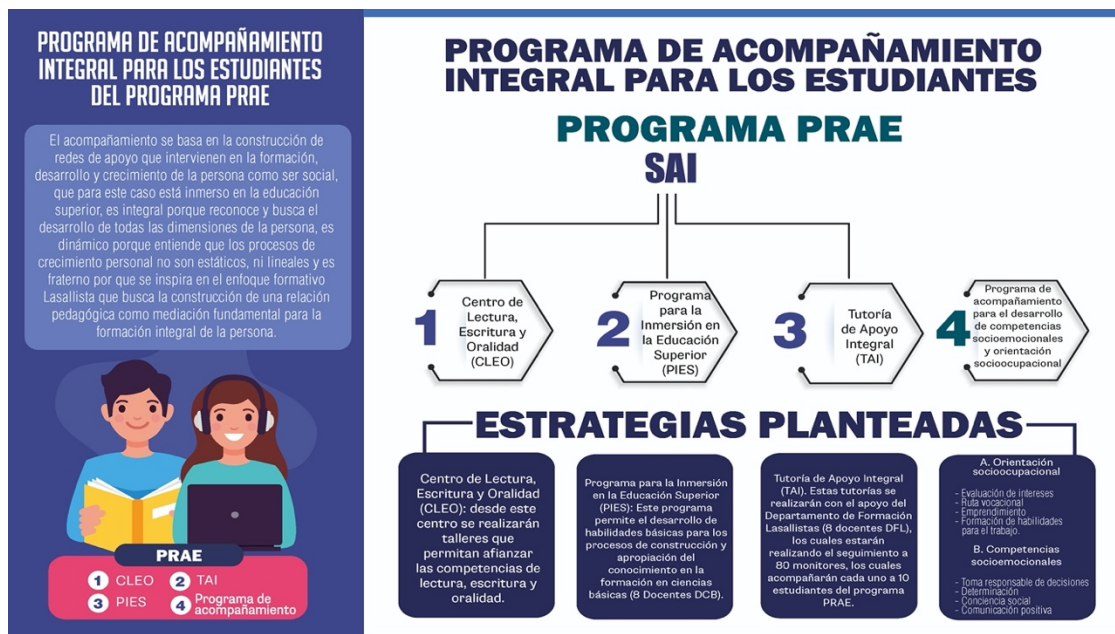 PROGRAMA DE ACOMPAÑAMIENTO
INTEGRAL PARA LOS ESTUDIANTES
DEL PROGRAMA PRAE
El acompañamiento se basa en la construcción de
redes de apoyo que intervienen en la formación,
desarrollo y crecimiento de la persona como ser social,
que para este caso está inmerso en la educación
superior, es integral porque reconoce y busca el
desarrollo de todas las dimensiones de la persona, es
dinámico porque entiende que los procesos de
crecimiento personal no son estáticos, ni lineales y es
fraterno por que se inspira en el enfoque formativo
Lasallista que busca la construcción de una relación
pedagógica como mediación fundamental para la
formación integral de la persona.
PRAE
1 CLEO 2 TAI
3 PIES 4 Programa de
acompañamiento
PROGRAMA DE ACOMPAÑAMIENTO
INTEGRAL PARA LOS ESTUDIANTES
PROGRAMA PRAE
SAI
1
Centro de
Lectura,
Escritura y
Oralidad
(CLEO)
2
Programa
para la
Inmersión en
la Educación
Superior
(PIES)
3
Tutoría
de Apoyo
Integral
(TAI)
4
Programa de
acompañamiento
para el desarrollo
de competencias
socioemocionales
y orientación
socioocupacional
ESTRATEGIAS PLANTEADAS
Centro de Lectura,
Escritura y Oralidad
(CLEO): desde este
centro se realizarán
talleres que
permitan afianzar
las competencias de
lectura, escritura y
oralidad.
Programa para la Inmersión
en la Educación Superior
(PIES): Este programa
permite el desarrollo de
habilidades básicas para los
procesos de construcción y
apropiación del
conocimiento en la
formación en ciencias
básicas (8 Docentes DCB).
Tutoría de Apoyo Integral
(TAI). Estas tutorías se
realizarán con el apoyo del
Departamento de Formación
Lasallistas (8 docentes DFL),
los cuales estarán
realizando el seguimiento a
80 monitores, los cuales
acompañarán cada uno a 10
estudiantes del programa
PRAE.
A. Orientación
socioocupacional
- Evaluación de intereses
- Ruta vocacional
- Emprendimiento
- Formación de habilidades
para el trabajo.
B. Competencias
socioemocionales
- Toma responsable de decisiones
- Determinación
- Conciencia social
- Comunicación positiva